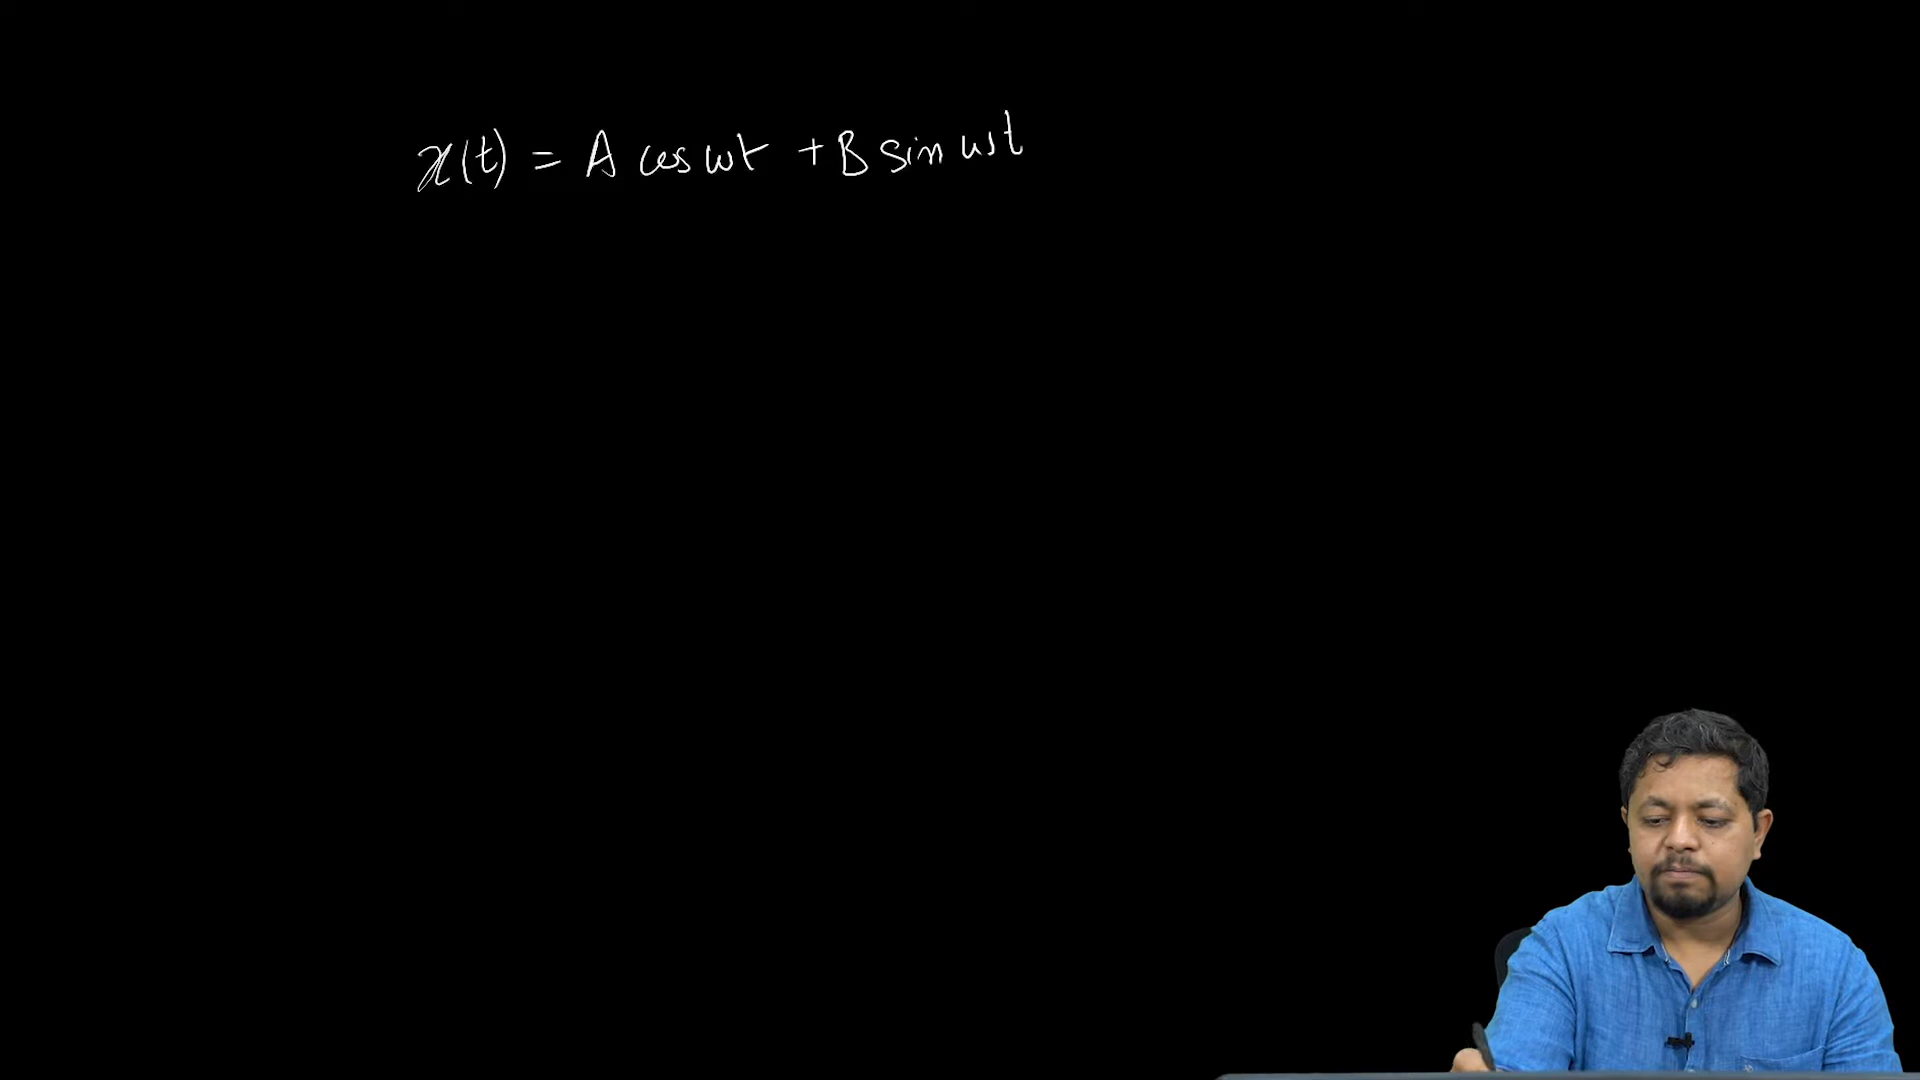 x(t) = A cos ωt + B sin ωt